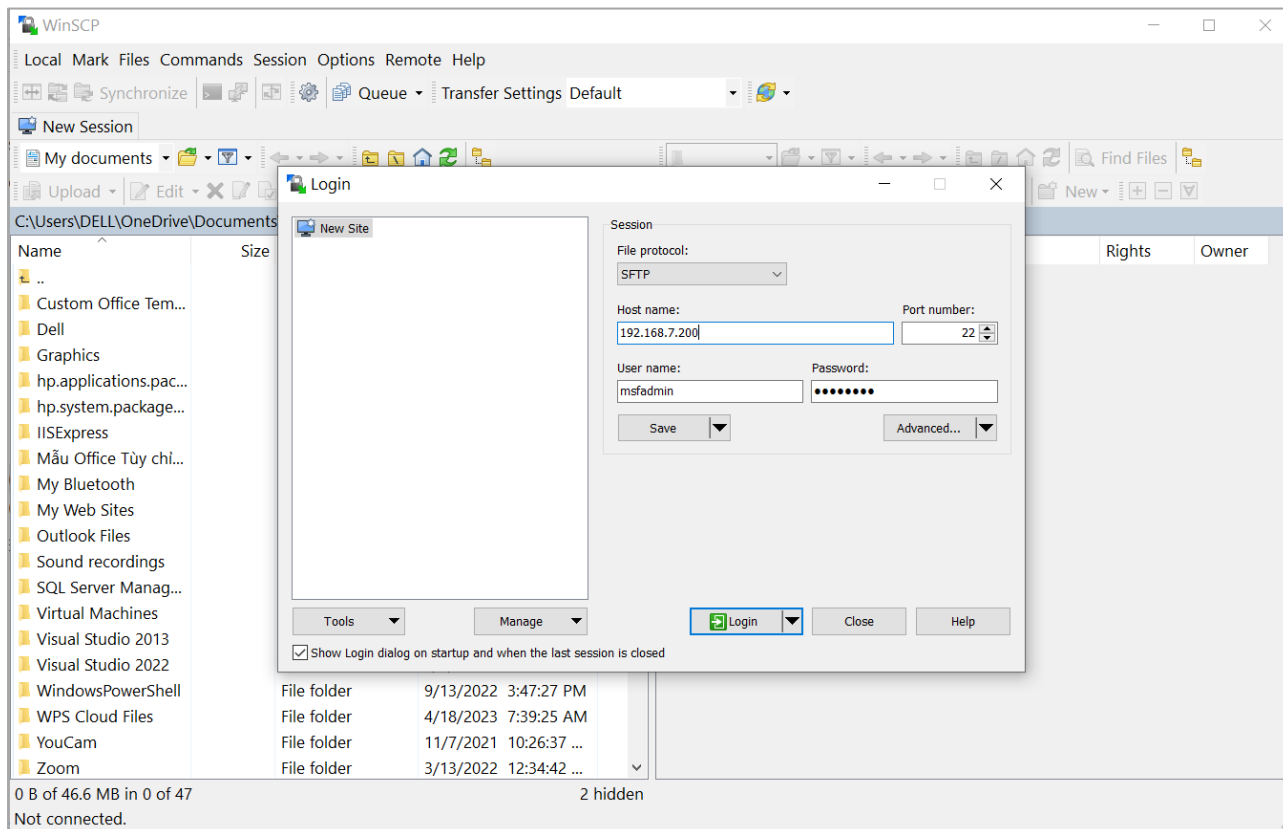 WinSCP
Local Mark Files Commands Session Options Remote Help
Synchronize Queue Transfer Settings Default
New Session
My documents Find Files
Upload Edit New
Login
C:\Users\DELL\OneDrive\Documents
Name Size Rights Owner
..
Custom Office Tem...
Dell
Graphics
hp.applications.pac...
hp.system.package...
IISExpress
Mẫu Office Tùy chỉ...
My Bluetooth
My Web Sites
Outlook Files
Sound recordings
SQL Server Manag...
Virtual Machines
Visual Studio 2013
Visual Studio 2022
WindowsPowerShell File folder 9/13/2022 3:47:27 PM
WPS Cloud Files File folder 4/18/2023 7:39:25 AM
YouCam File folder 11/7/2021 10:26:37 ...
Zoom File folder 3/13/2022 12:34:42 ...
New Site
Session
File protocol:
SFTP
Host name: Port number:
192.168.7.200 22
User name: Password:
msfadmin ●●●●●●●●
Save Advanced...
Tools Manage Login Close Help
Show Login dialog on startup and when the last session is closed
0 B of 46.6 MB in 0 of 47 2 hidden
Not connected.